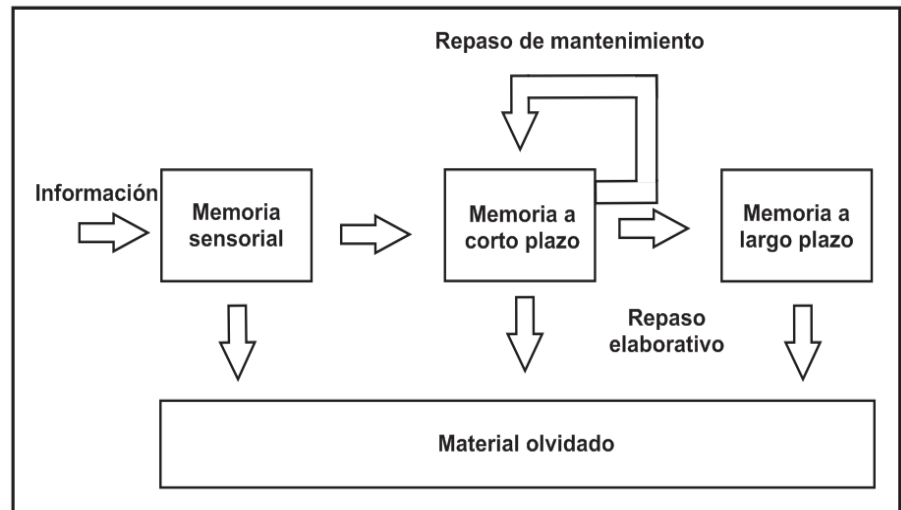 Repaso de mantenimiento
Información
Memoria
sensorial
Memoria a
corto plazo
Memoria a
largo plazo
Repaso
elaborativo
Material olvidado